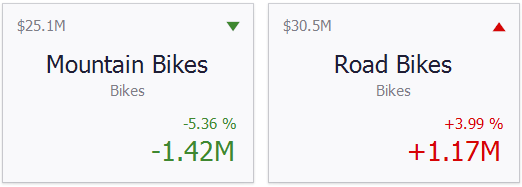 $25.1M
Mountain Bikes
Bikes
-5.36 %
-1.42M
$30.5M
Road Bikes
Bikes
+3.99 %
+1.17M